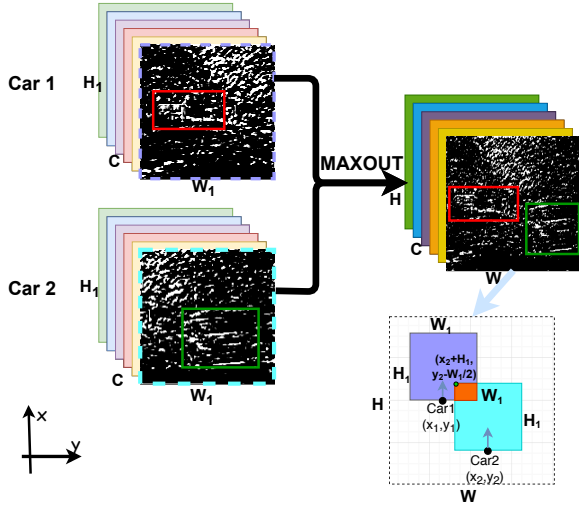 Car 1
H1
C
W1
MAXOUT
H
C
W
Car 2
H1
C
W1
W1
(x2+H1,
y2-W1/2)
H1
W1
H
Car1
(x1,y1)
H1
Car2
(x2,y2)
W
x
y